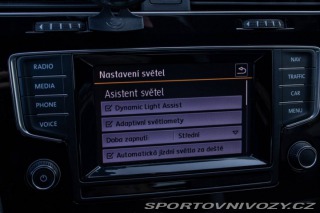 Nastavení světel
RADIO
MEDIA
PHONE
VOICE
Asistent světel
Dynamic Light Assist
Adaptivní světlomety
Doba zapnutí: Střední
Automatické jízdní světlo za deště
NAV
TRAFFIC
CAR
MENU
SPORTOVNIVOZY.CZ